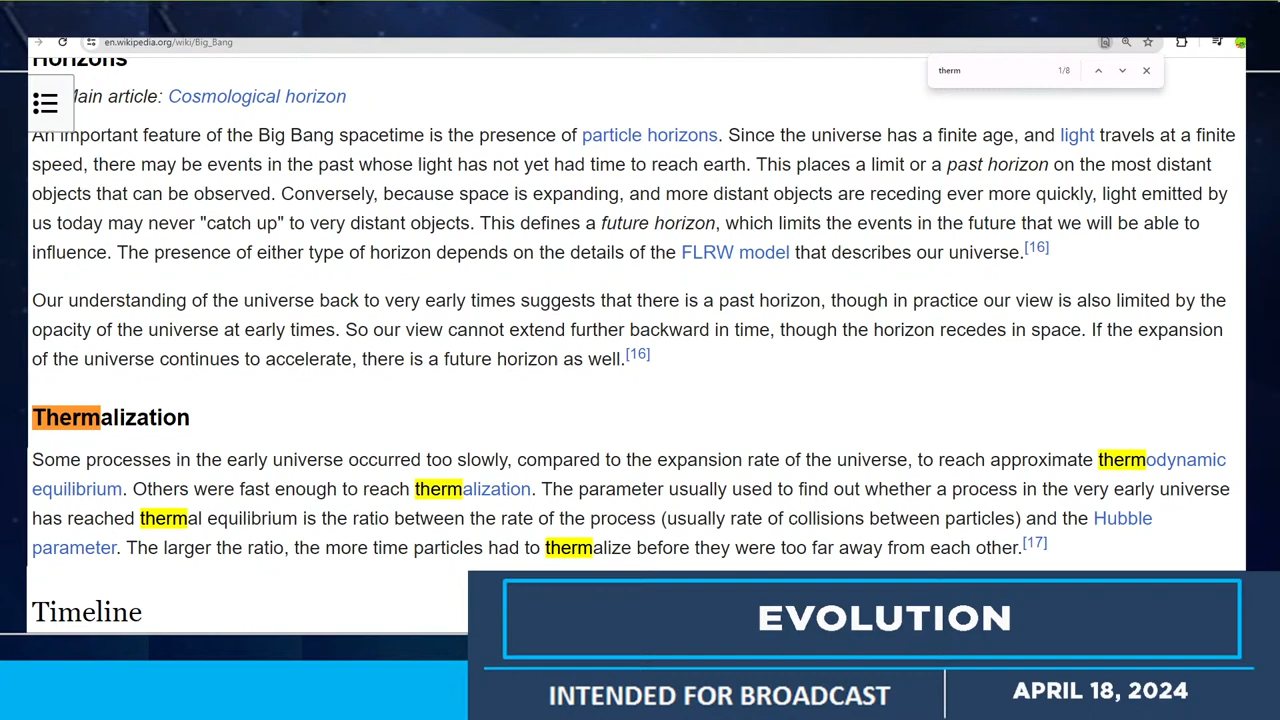 en.wikipedia.org/wiki/Big_Bang
therm 1/8
Horizons
Main article: Cosmological horizon
An important feature of the Big Bang spacetime is the presence of particle horizons. Since the universe has a finite age, and light travels at a finite
speed, there may be events in the past whose light has not yet had time to reach earth. This places a limit or a past horizon on the most distant
objects that can be observed. Conversely, because space is expanding, and more distant objects are receding ever more quickly, light emitted by
us today may never "catch up" to very distant objects. This defines a future horizon, which limits the events in the future that we will be able to
influence. The presence of either type of horizon depends on the details of the FLRW model that describes our universe.[16]
Our understanding of the universe back to very early times suggests that there is a past horizon, though in practice our view is also limited by the
opacity of the universe at early times. So our view cannot extend further backward in time, though the horizon recedes in space. If the expansion
of the universe continues to accelerate, there is a future horizon as well.[16]
Thermalization
Some processes in the early universe occurred too slowly, compared to the expansion rate of the universe, to reach approximate thermodynamic
equilibrium. Others were fast enough to reach thermalization. The parameter usually used to find out whether a process in the very early universe
has reached thermal equilibrium is the ratio between the rate of the process (usually rate of collisions between particles) and the Hubble
parameter. The larger the ratio, the more time particles had to thermalize before they were too far away from each other.[17]
Timeline
EVOLUTION
INTENDED FOR BROADCAST
APRIL 18, 2024